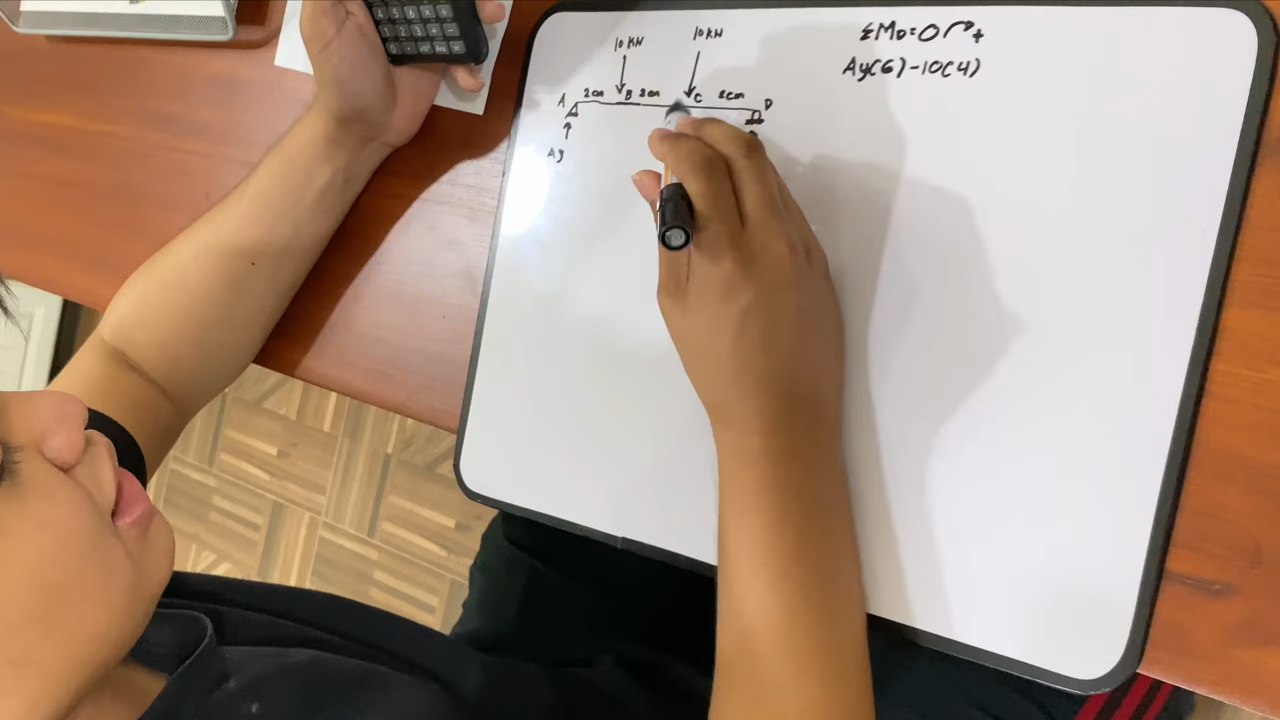 10 KN 10 KN
A 2cm B 2cm C 2cm D
Ay
ΣMD=0 +
Ay(6)-10(4)